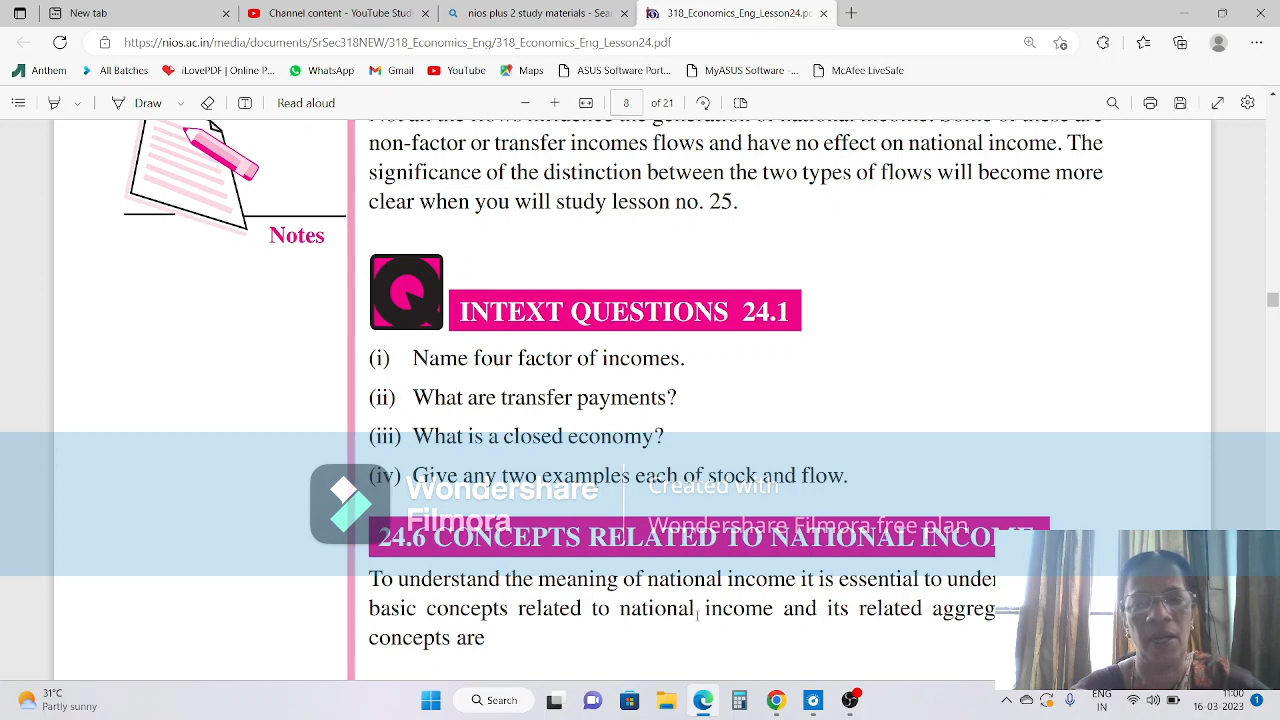 New tab
Content - YouTube Stud
nios plus 2 study materials - Sear
318_Economics_Eng_Lesson24.p
https://nios.ac.in/media/documents/SrSec318NEW/318_Economics_Eng/318_Economics_Eng_Lesson24.pdf
Anthem
All Batches
iLovePDF | Online P...
WhatsApp
Gmail
YouTube
Maps
ASUS Software Port...
MyASUS Software -...
McAfee LiveSafe
Draw
Read aloud
8 of 21
non-factor or transfer incomes flows and have no effect on national income. The
significance of the distinction between the two types of flows will become more
clear when you will study lesson no. 25.
Notes
INTEXT QUESTIONS 24.1
(i) Name four factor of incomes.
(ii) What are transfer payments?
(iii) What is a closed economy?
(iv) Give any two examples each of stock and flow.
Wondershare
Filmora
Created with
Wondershare Filmora free plan
24.6 CONCEPTS RELATED TO NATIONAL INCOME
To understand the meaning of national income it is essential to under
basic concepts related to national income and its related aggreg
concepts are
31°C
Partly sunny
Search
ENG
IN
11:00
16-03-2023
1